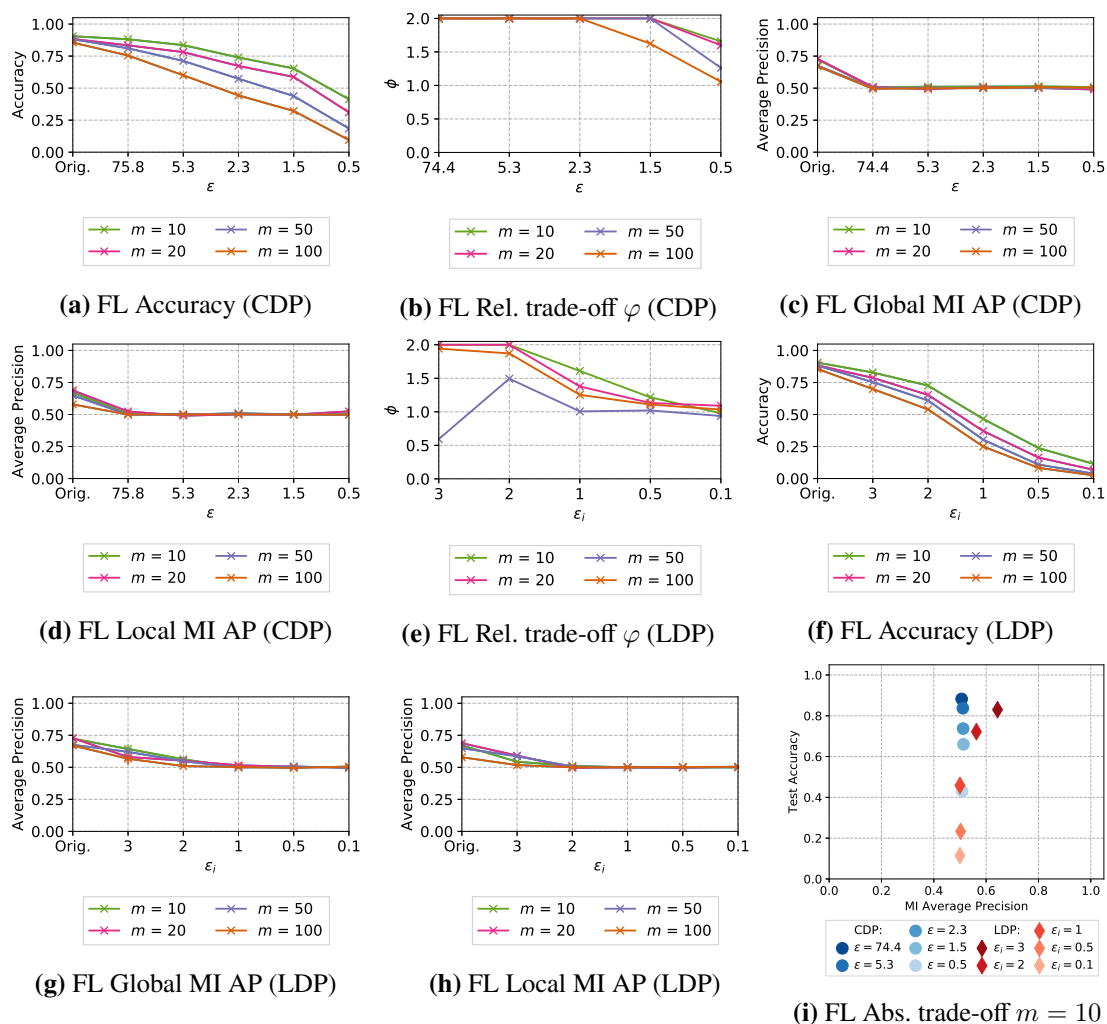 1.00
0.75
0.50
0.25
0.00
Accuracy
Orig. 75.8 5.3 2.3 1.5 0.5
ε
m = 10 m = 50
m = 20 m = 100
(a) FL Accuracy (CDP)
2.0
1.5
1.0
0.5
0.0
ϕ
74.4 5.3 2.3 1.5 0.5
ε
m = 10 m = 50
m = 20 m = 100
(b) FL Rel. trade-off φ (CDP)
1.00
0.75
0.50
0.25
0.00
Average Precision
Orig. 74.4 5.3 2.3 1.5 0.5
ε
m = 10 m = 50
m = 20 m = 100
(c) FL Global MI AP (CDP)
1.00
0.75
0.50
0.25
0.00
Average Precision
Orig. 75.8 5.3 2.3 1.5 0.5
ε
m = 10 m = 50
m = 20 m = 100
(d) FL Local MI AP (CDP)
2.0
1.5
1.0
0.5
0.0
ϕ
3 2 1 0.5 0.1
εi
m = 10 m = 50
m = 20 m = 100
(e) FL Rel. trade-off φ (LDP)
1.00
0.75
0.50
0.25
0.00
Accuracy
Orig. 3 2 1 0.5 0.1
εi
m = 10 m = 50
m = 20 m = 100
(f) FL Accuracy (LDP)
1.00
0.75
0.50
0.25
0.00
Average Precision
Orig. 3 2 1 0.5 0.1
εi
m = 10 m = 50
m = 20 m = 100
(g) FL Global MI AP (LDP)
1.00
0.75
0.50
0.25
0.00
Average Precision
Orig. 3 2 1 0.5 0.1
εi
m = 10 m = 50
m = 20 m = 100
(h) FL Local MI AP (LDP)
1.0
0.8
0.6
0.4
0.2
0.0
Test Accuracy
0.0 0.2 0.4 0.6 0.8 1.0
MI Average Precision
CDP: ε = 2.3 LDP: εi = 1
ε = 74.4 ε = 1.5 εi = 3 εi = 0.5
ε = 5.3 ε = 0.5 εi = 2 εi = 0.1
(i) FL Abs. trade-off m = 10